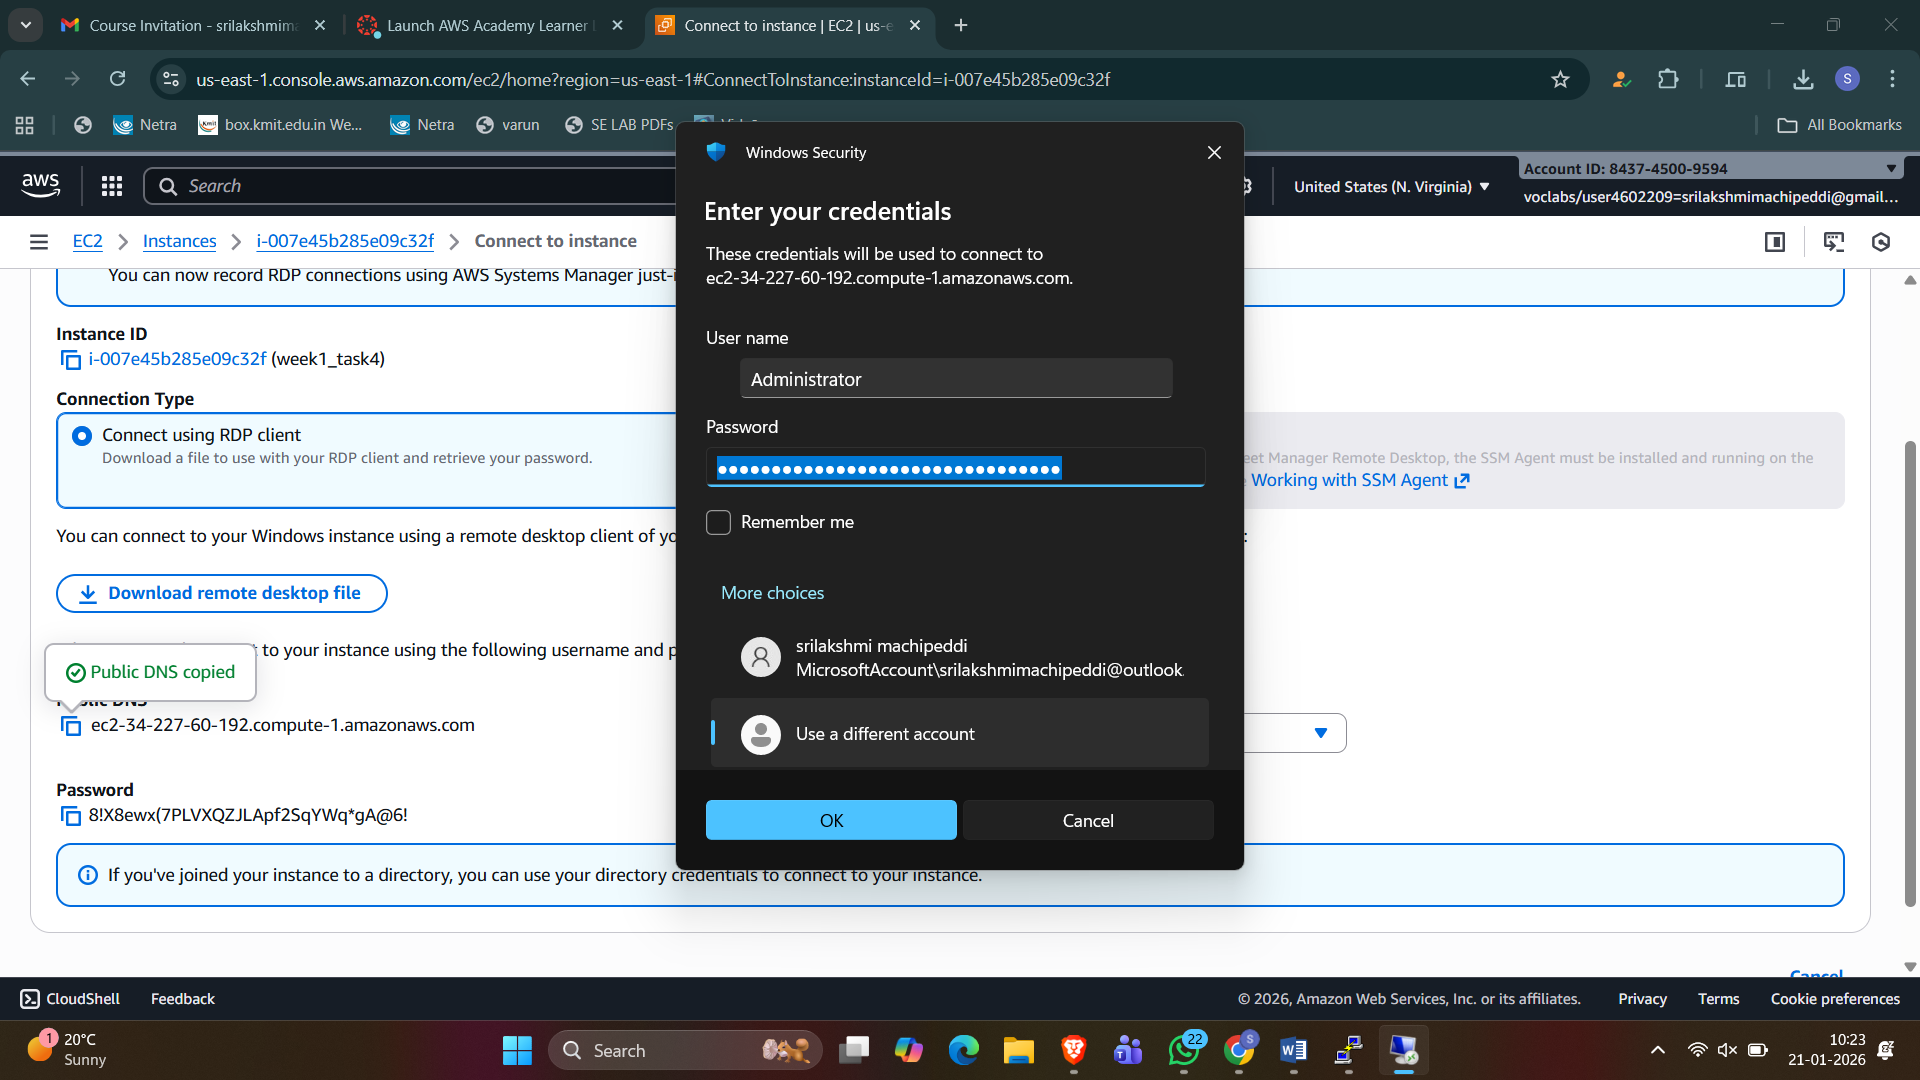 Course Invitation - srilakshmima
Launch AWS Academy Learner
Connect to instance | EC2 | us-e
us-east-1.console.aws.amazon.com/ec2/home?region=us-east-1#ConnectToInstance:instanceId=i-007e45b285e09c32f
S
Netra
Kmit
box.kmit.edu.in We...
Netra
varun
SE LAB PDFs
All Bookmarks
aws
Search
United States (N. Virginia)
Account ID: 8437-4500-9594
voclabs/user4602209=srilakshmimachipeddi@gmail...
EC2
Instances
i-007e45b285e09c32f
Connect to instance
You can now record RDP connections using AWS Systems Manager just-i
Instance ID
i-007e45b285e09c32f (week1_task4)
Connection Type
Connect using RDP client
Download a file to use with your RDP client and retrieve your password.
eet Manager Remote Desktop, the SSM Agent must be installed and running on the
Working with SSM Agent
You can connect to your Windows instance using a remote desktop client of yo
:
Download remote desktop file
to your instance using the following username and p
Public DNS copied
Public DNS
ec2-34-227-60-192.compute-1.amazonaws.com
Password
8!X8ewx(7PLVXQZJLApf2SqYWq*gA@6!
If you've joined your instance to a directory, you can use your directory credentials to connect to your instance.
Cancel
Windows Security
Enter your credentials
These credentials will be used to connect to
ec2-34-227-60-192.compute-1.amazonaws.com.
User name
Administrator
Password
••••••••••••••••••••••••••••••••
Remember me
More choices
srilakshmi machipeddi
MicrosoftAccount\srilakshmimachipeddi@outlook.
Use a different account
OK
Cancel
CloudShell
Feedback
© 2026, Amazon Web Services, Inc. or its affiliates.
Privacy
Terms
Cookie preferences
1
20°C
Sunny
Search
22
S
10:23
21-01-2026